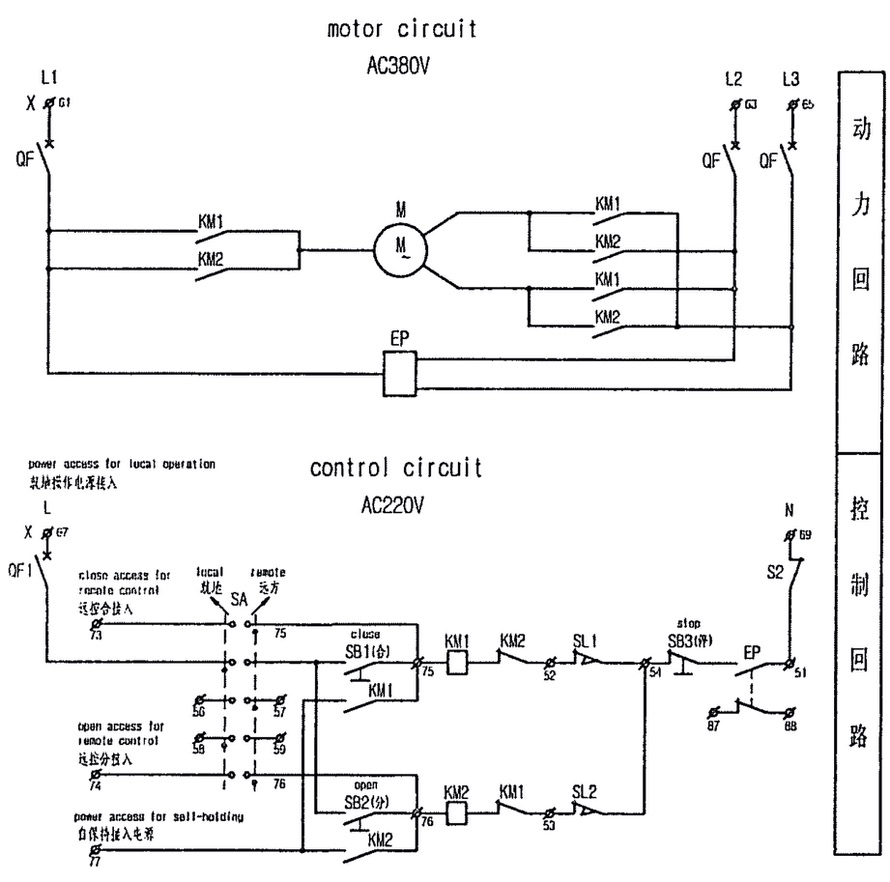 motor circuit
AC380V
L1
L2
L3
X
61
63
65
QF
QF
QF
动力回路
KM1
KM2
M
M
~
KM1
KM2
KM1
KM2
EP
power access for local operation
就地操作电源接入
control circuit
AC220V
L
N
X
67
69
QF1
S2
控制回路
close access for
remote control
远控合接入
73
local
就地
SA
remote
远方
75
close
SB1(合)
75
KM1
KM2
52
SL1
54
stop
SB3(停)
EP
51
KM1
56
57
58
59
87
88
open access for
remote control
远控分接入
74
76
open
SB2(分)
76
KM2
KM1
53
SL2
power access for self-holding
自保持接入电源
77
KM2